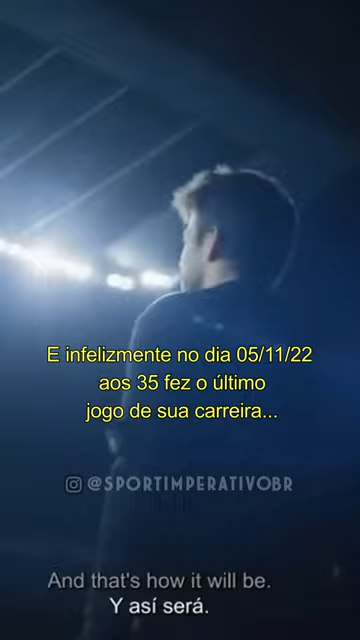 E infelizmente no dia 05/11/22
aos 35 fez o último
jogo de sua carreira...
@SPORTIMPERATIVOBR
And that's how it will be.
Y así será.